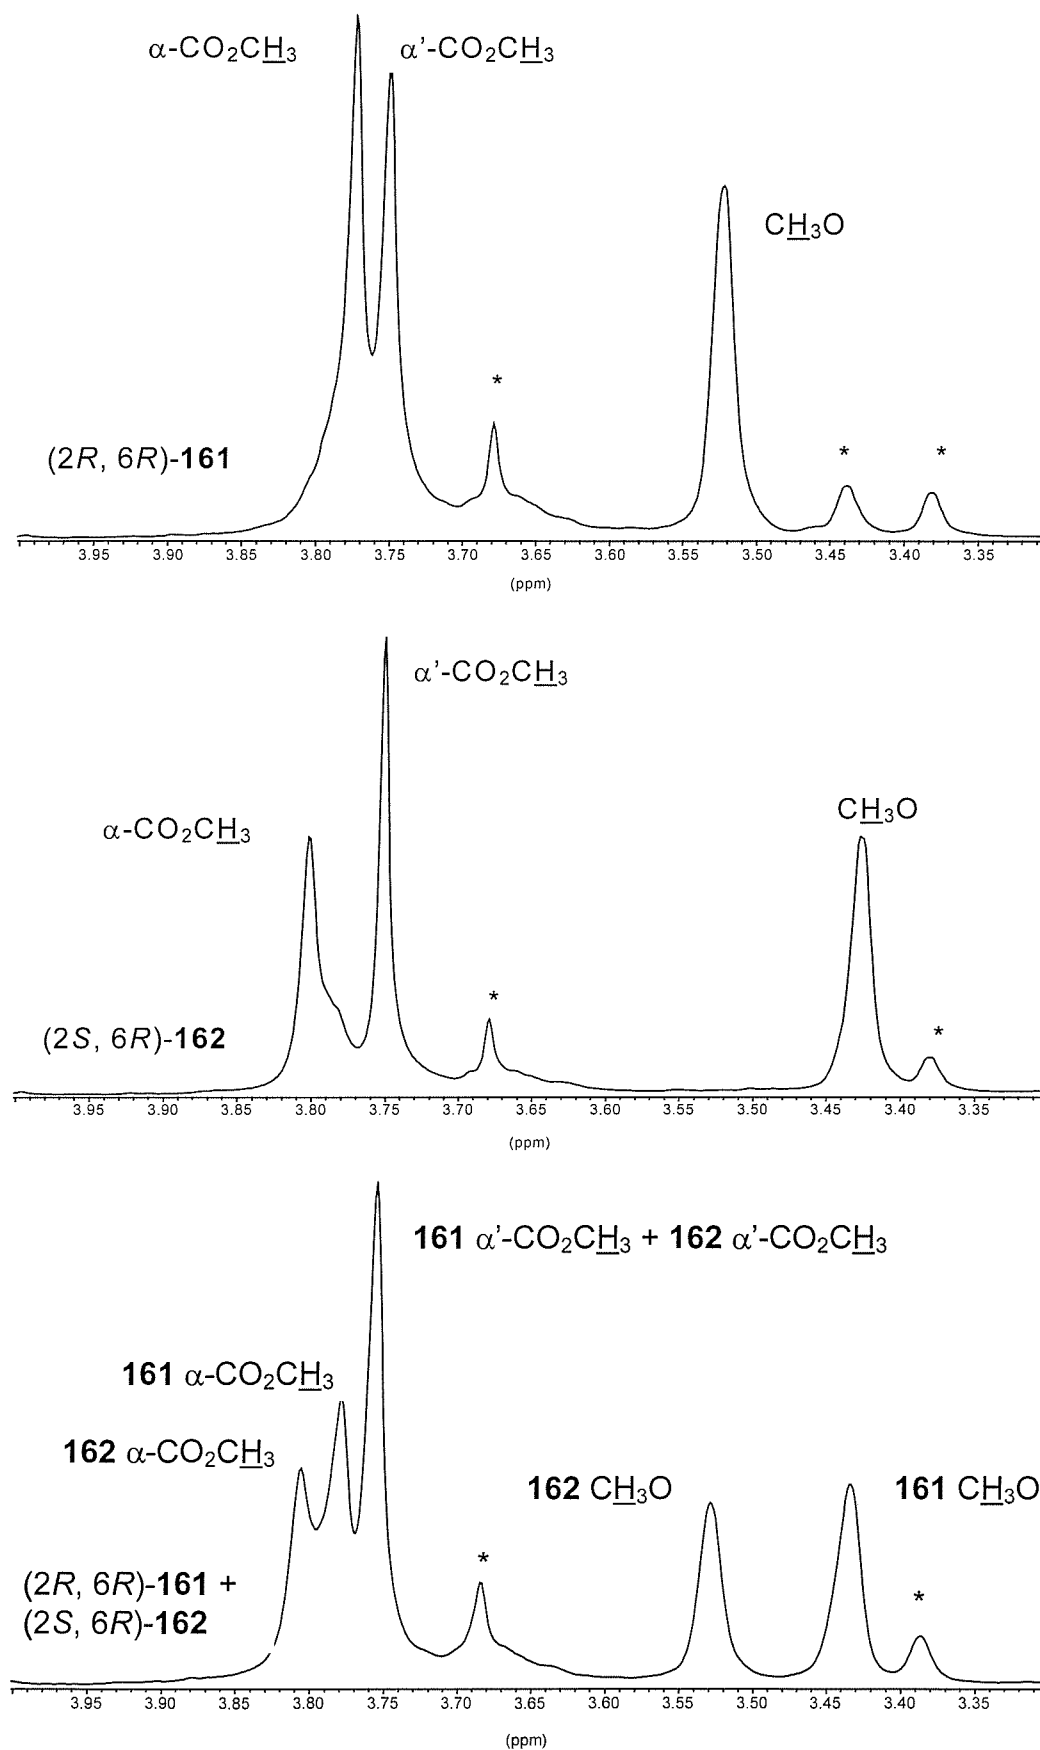 α-CO₂CH₃ α’-CO₂CH₃
CH₃O
*
* *
(2R, 6R)-161
3.95 3.90 3.85 3.80 3.75 3.70 3.65 3.60 3.55 3.50 3.45 3.40 3.35
(ppm)
α’-CO₂CH₃
CH₃O
α-CO₂CH₃
*
*
(2S, 6R)-162
3.95 3.90 3.85 3.80 3.75 3.70 3.65 3.60 3.55 3.50 3.45 3.40 3.35
(ppm)
161 α’-CO₂CH₃ + 162 α’-CO₂CH₃
161 α-CO₂CH₃
162 α-CO₂CH₃
162 CH₃O 161 CH₃O
*
*
(2R, 6R)-161 +
(2S, 6R)-162
3.95 3.90 3.85 3.80 3.75 3.70 3.65 3.60 3.55 3.50 3.45 3.40 3.35
(ppm)